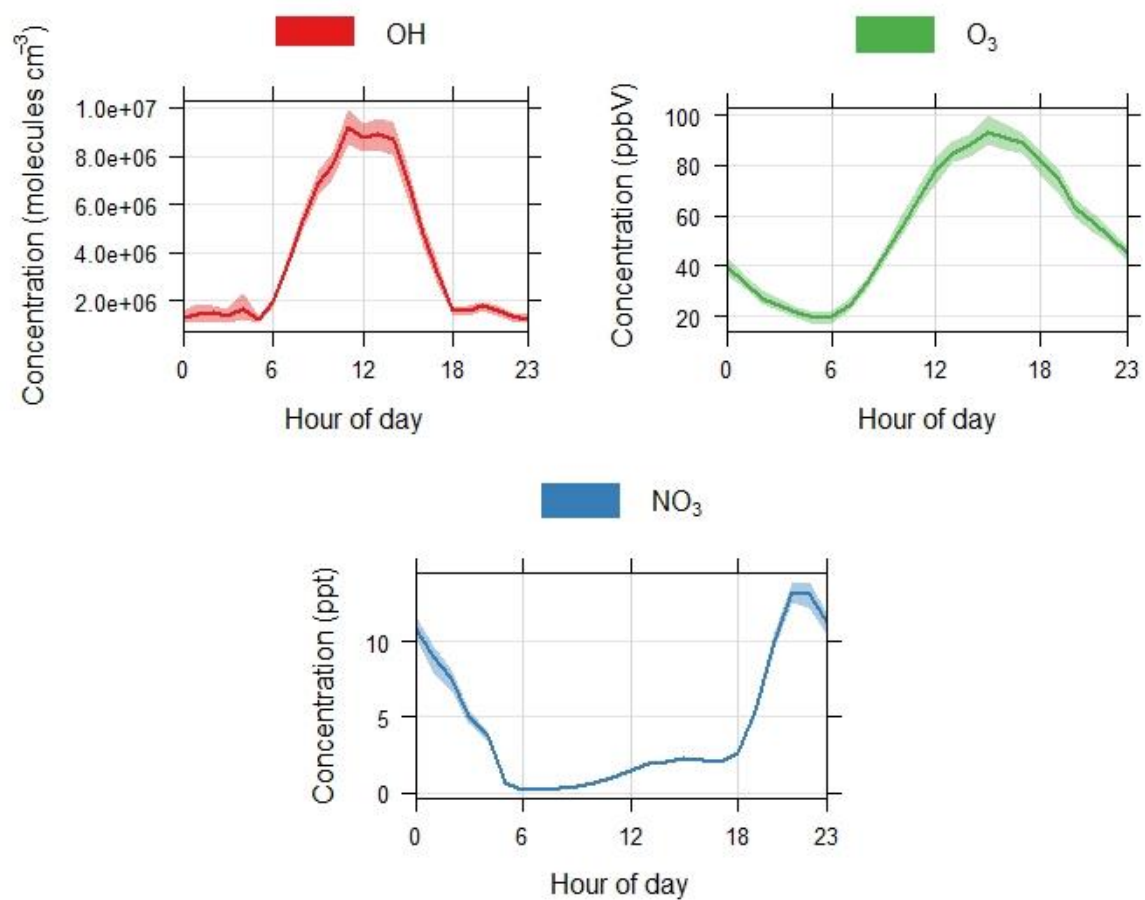 OH
Concentration (molecules cm⁻³)
1.0e+07
8.0e+06
6.0e+06
4.0e+06
2.0e+06
0 6 12 18 23
Hour of day
O₃
Concentration (ppbV)
100
80
60
40
20
0 6 12 18 23
Hour of day
NO₃
Concentration (ppt)
10
5
0
0 6 12 18 23
Hour of day